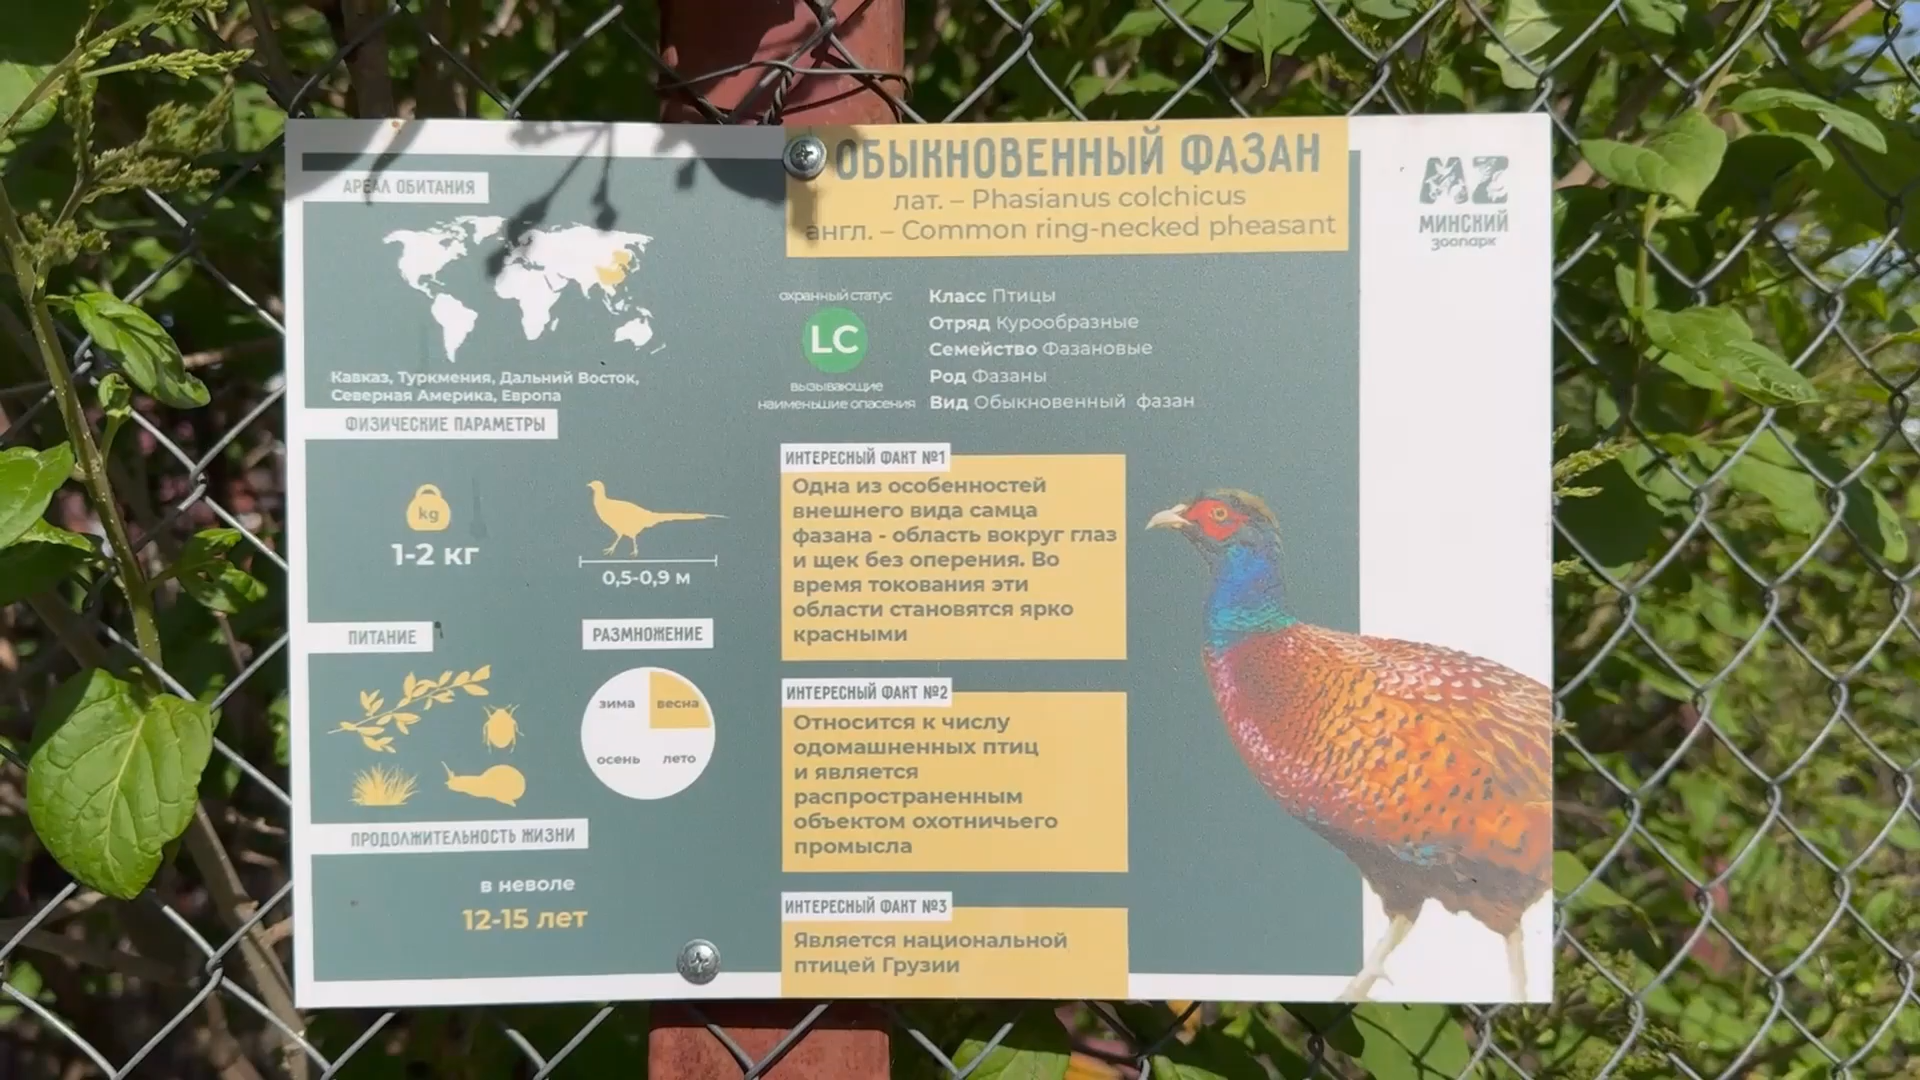 ОБЫКНОВЕННЫЙ ФАЗАН
лат. – Phasianus colchicus
англ. – Common ring-necked pheasant
MZ
МИНСКИЙ
зоопарк
АРЕАЛ ОБИТАНИЯ
Кавказ, Туркмения, Дальний Восток,
Северная Америка, Европа
охранный статус
LC
вызывающие
наименьшие опасения
Класс Птицы
Отряд Курообразные
Семейство Фазановые
Род Фазаны
Вид Обыкновенный фазан
ФИЗИЧЕСКИЕ ПАРАМЕТРЫ
kg
1-2 кг
0,5-0,9 м
ПИТАНИЕ
РАЗМНОЖЕНИЕ
зима весна
осень лето
ПРОДОЛЖИТЕЛЬНОСТЬ ЖИЗНИ
в неволе
12-15 лет
ИНТЕРЕСНЫЙ ФАКТ №1
Одна из особенностей
внешнего вида самца
фазана - область вокруг глаз
и щек без оперения. Во
время токования эти
области становятся ярко
красными
ИНТЕРЕСНЫЙ ФАКТ №2
Относится к числу
одомашненных птиц
и является
распространенным
объектом охотничьего
промысла
ИНТЕРЕСНЫЙ ФАКТ №3
Является национальной
птицей Грузии